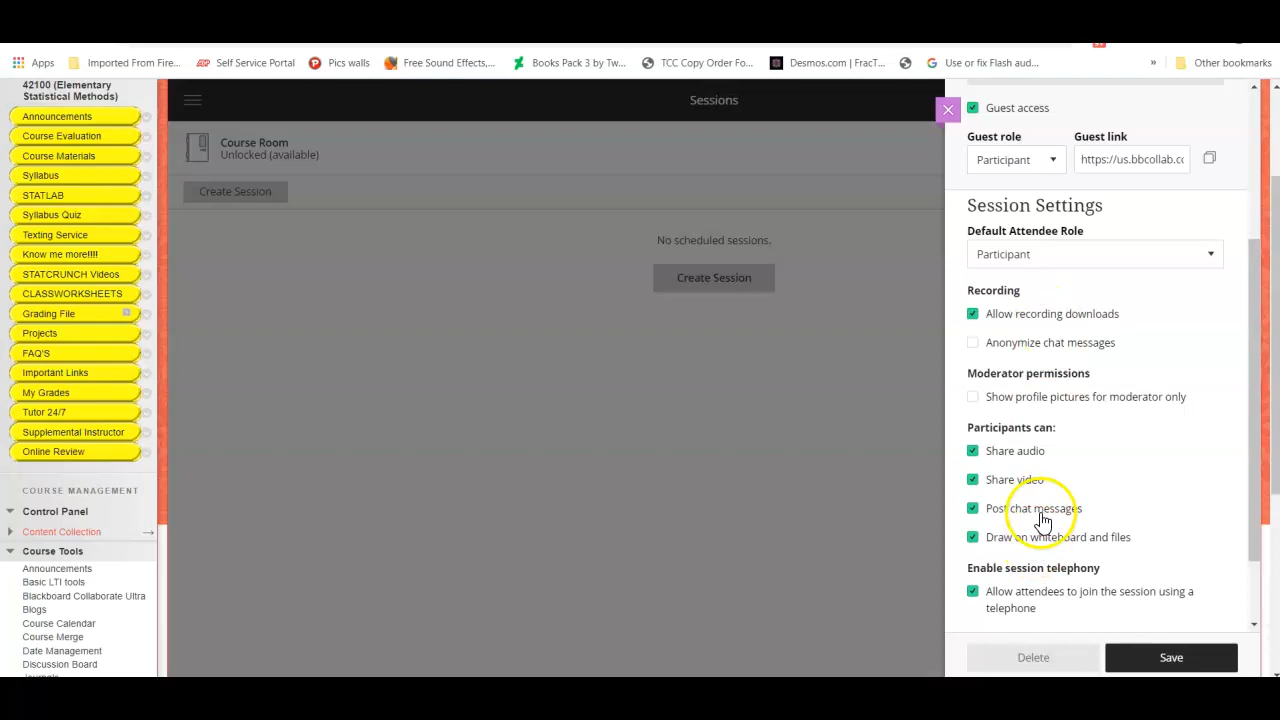 Apps
Imported From Fire...
Self Service Portal
Pics walls
Free Sound Effects,...
Books Pack 3 by Tw...
TCC Copy Order Fo...
Desmos.com | FracT...
Use or fix Flash aud...
»
Other bookmarks
42100 (Elementary
Statistical Methods)
Announcements
Course Evaluation
Course Materials
Syllabus
STATLAB
Syllabus Quiz
Texting Service
Know me more!!!!
STATCRUNCH Videos
CLASSWORKSHEETS
Grading File
Projects
FAQ'S
Important Links
My Grades
Tutor 24/7
Supplemental Instructor
Online Review
COURSE MANAGEMENT
Control Panel
Content Collection
Course Tools
Announcements
Basic LTI tools
Blackboard Collaborate Ultra
Blogs
Course Calendar
Course Merge
Date Management
Discussion Board
Sessions
Course Room
Unlocked (available)
Create Session
No scheduled sessions.
Create Session
Guest access
Guest role
Guest link
Participant
https://us.bbcollab.cc
Session Settings
Default Attendee Role
Participant
Recording
Allow recording downloads
Anonymize chat messages
Moderator permissions
Show profile pictures for moderator only
Participants can:
Share audio
Share video
Post chat messages
Draw on whiteboard and files
Enable session telephony
Allow attendees to join the session using a
telephone
Delete
Save